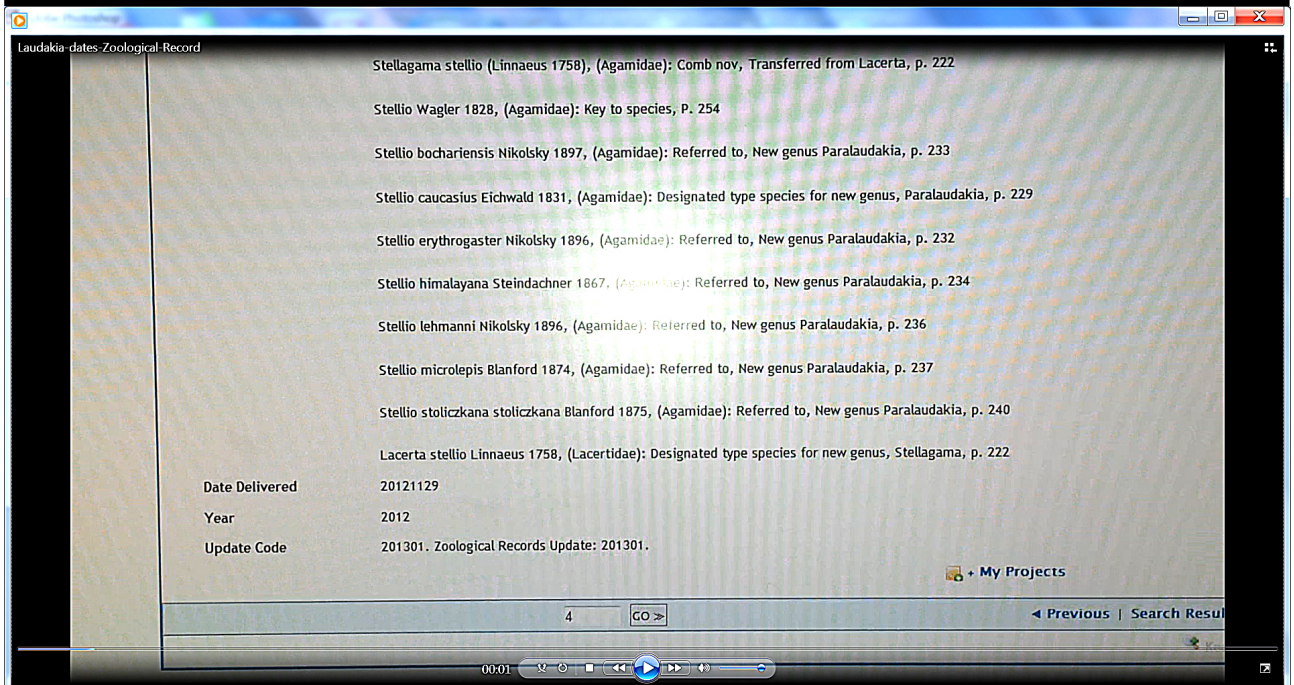 Laudakia-dates-Zoological-Record
Stellagama stellio (Linnaeus 1758), (Agamidae): Comb nov, Transferred from Lacerta, p. 222
Stellio Wagler 1828, (Agamidae): Key to species, P. 254
Stellio bochariensis Nikolsky 1897, (Agamidae): Referred to, New genus Paralaudakia, p. 233
Stellio caucasius Eichwald 1831, (Agamidae): Designated type species for new genus, Paralaudakia, p. 229
Stellio erythrogaster Nikolsky 1896, (Agamidae): Referred to, New genus Paralaudakia, p. 232
Stellio himalayana Steindachner 1867, (Agamidae): Referred to, New genus Paralaudakia, p. 234
Stellio lehmanni Nikolsky 1896, (Agamidae): Referred to, New genus Paralaudakia, p. 236
Stellio microlepis Blanford 1874, (Agamidae): Referred to, New genus Paralaudakia, p. 237
Stellio stoliczkana stoliczkana Blanford 1875, (Agamidae): Referred to, New genus Paralaudakia, p. 240
Lacerta stellio Linnaeus 1758, (Lacertidae): Designated type species for new genus, Stellagama, p. 222
Date Delivered 20121129
Year 2012
Update Code 201301. Zoological Records Update: 201301.
+ My Projects
4 GO ≫
◄ Previous | Search Resul
00:01